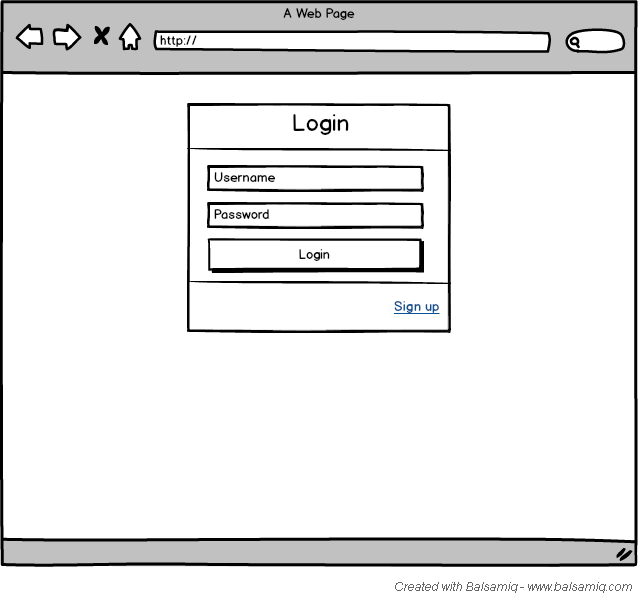 A Web Page
http://
Login
Username
Password
Login
Sign up
Created with Balsamiq - www.balsamiq.com